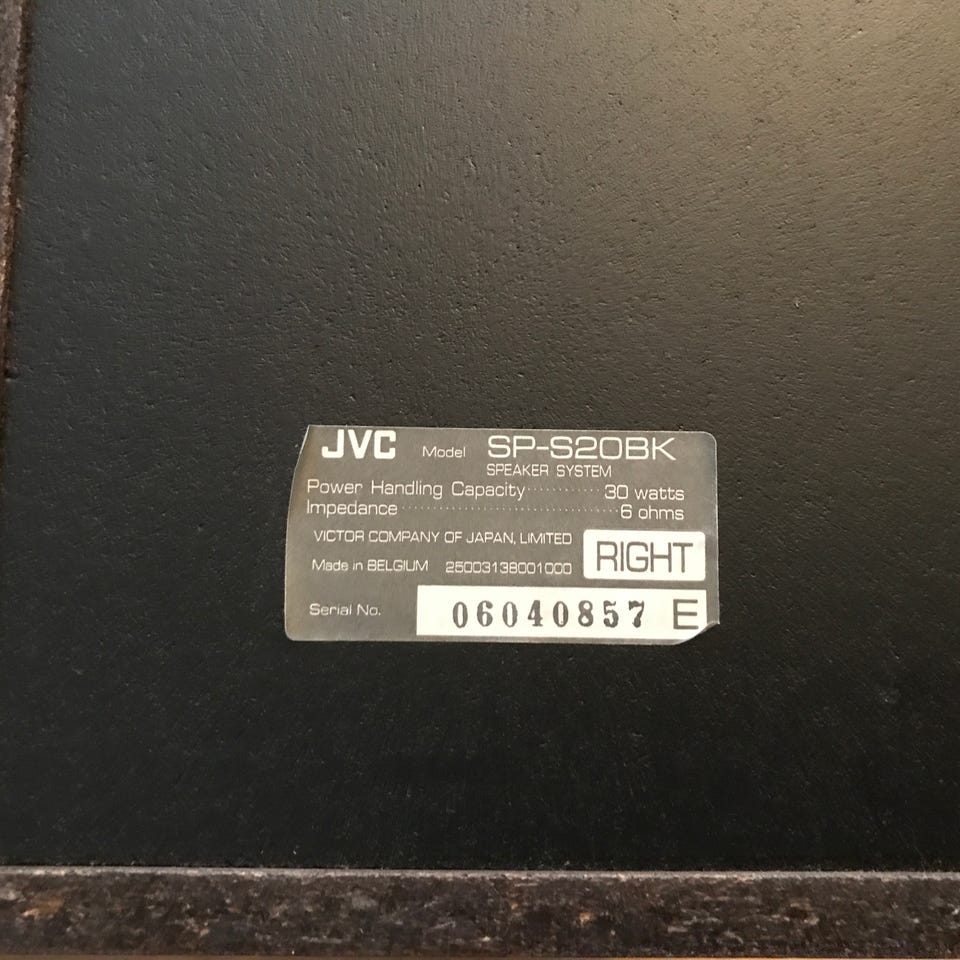 JVC Model SP-S20BK
SPEAKER SYSTEM
Power Handling Capacity············30 watts
Impedance·································6 ohms
VICTOR COMPANY OF JAPAN, LIMITED
RIGHT
Made in BELGIUM 25003138001000
Serial No. 06040857 E